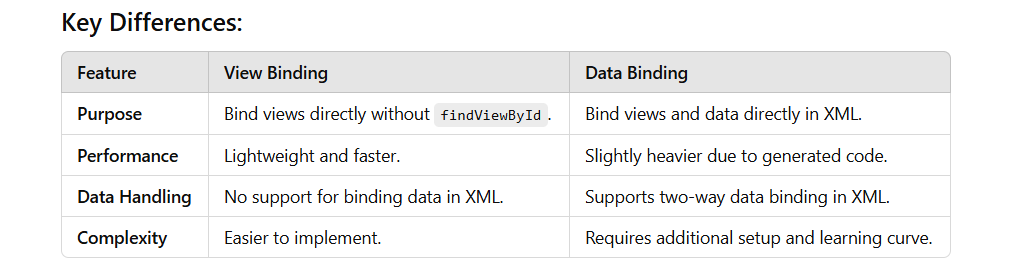 Key Differences:
Feature View Binding Data Binding
Purpose Bind views directly without findViewById. Bind views and data directly in XML.
Performance Lightweight and faster. Slightly heavier due to generated code.
Data Handling No support for binding data in XML. Supports two-way data binding in XML.
Complexity Easier to implement. Requires additional setup and learning curve.